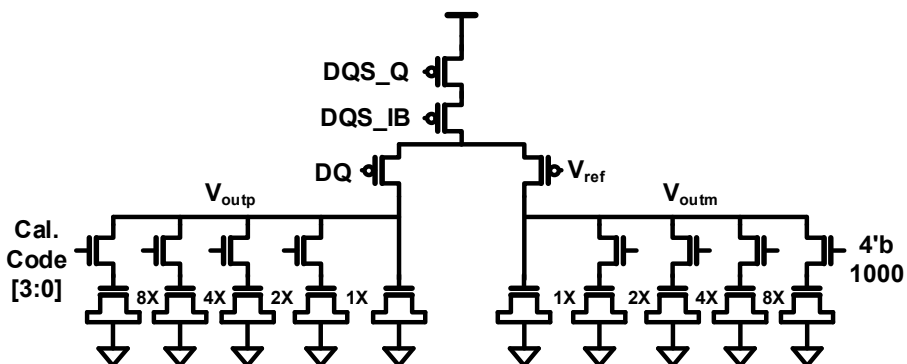 DQS_Q
DQS_IB
DQ
Vref
Voutp
Voutm
Cal.
Code
[3:0]
8X 4X 2X 1X
1X 2X 4X 8X
4'b
1000